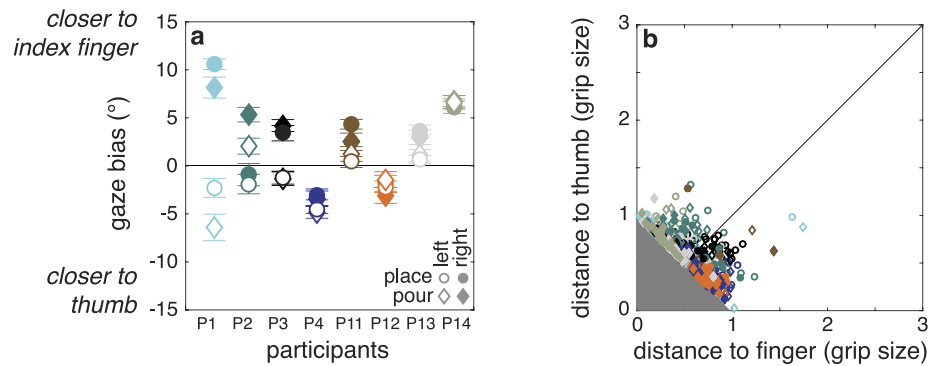 closer to
index finger
closer to
thumb
gaze bias (°)
15
10
5
0
-5
-10
-15
a
left
right
place
pour
P1 P2 P3 P4 P11 P12 P13 P14
participants
b
distance to thumb (grip size)
3
2
1
0
0 1 2 3
distance to finger (grip size)